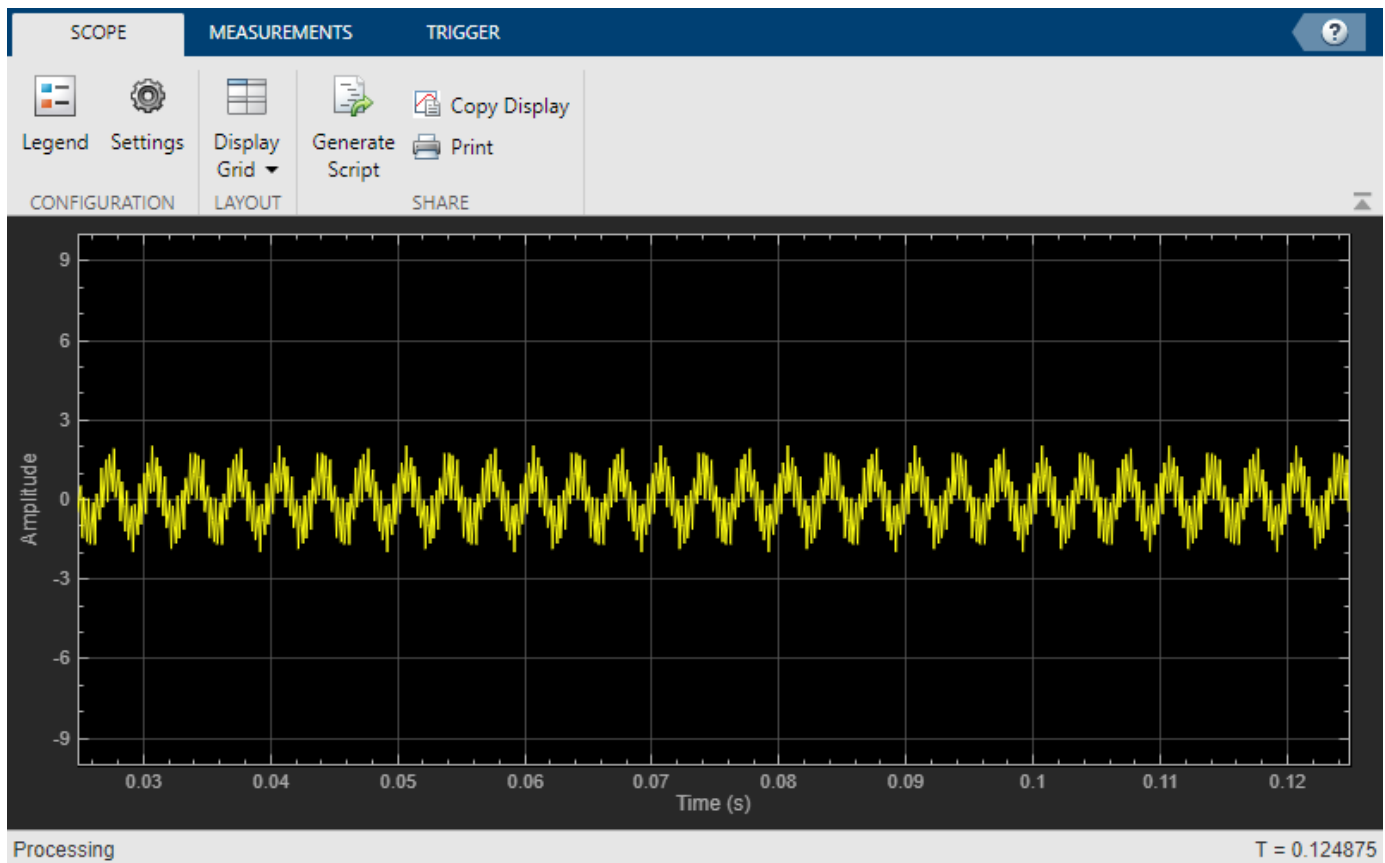 SCOPE MEASUREMENTS TRIGGER ?
Legend Settings Display Grid Generate Script Copy Display
Print
CONFIGURATION LAYOUT SHARE
9
6
3
0
-3
-6
-9
Amplitude
0.03 0.04 0.05 0.06 0.07 0.08 0.09 0.1 0.11 0.12
Time (s)
Processing T = 0.124875